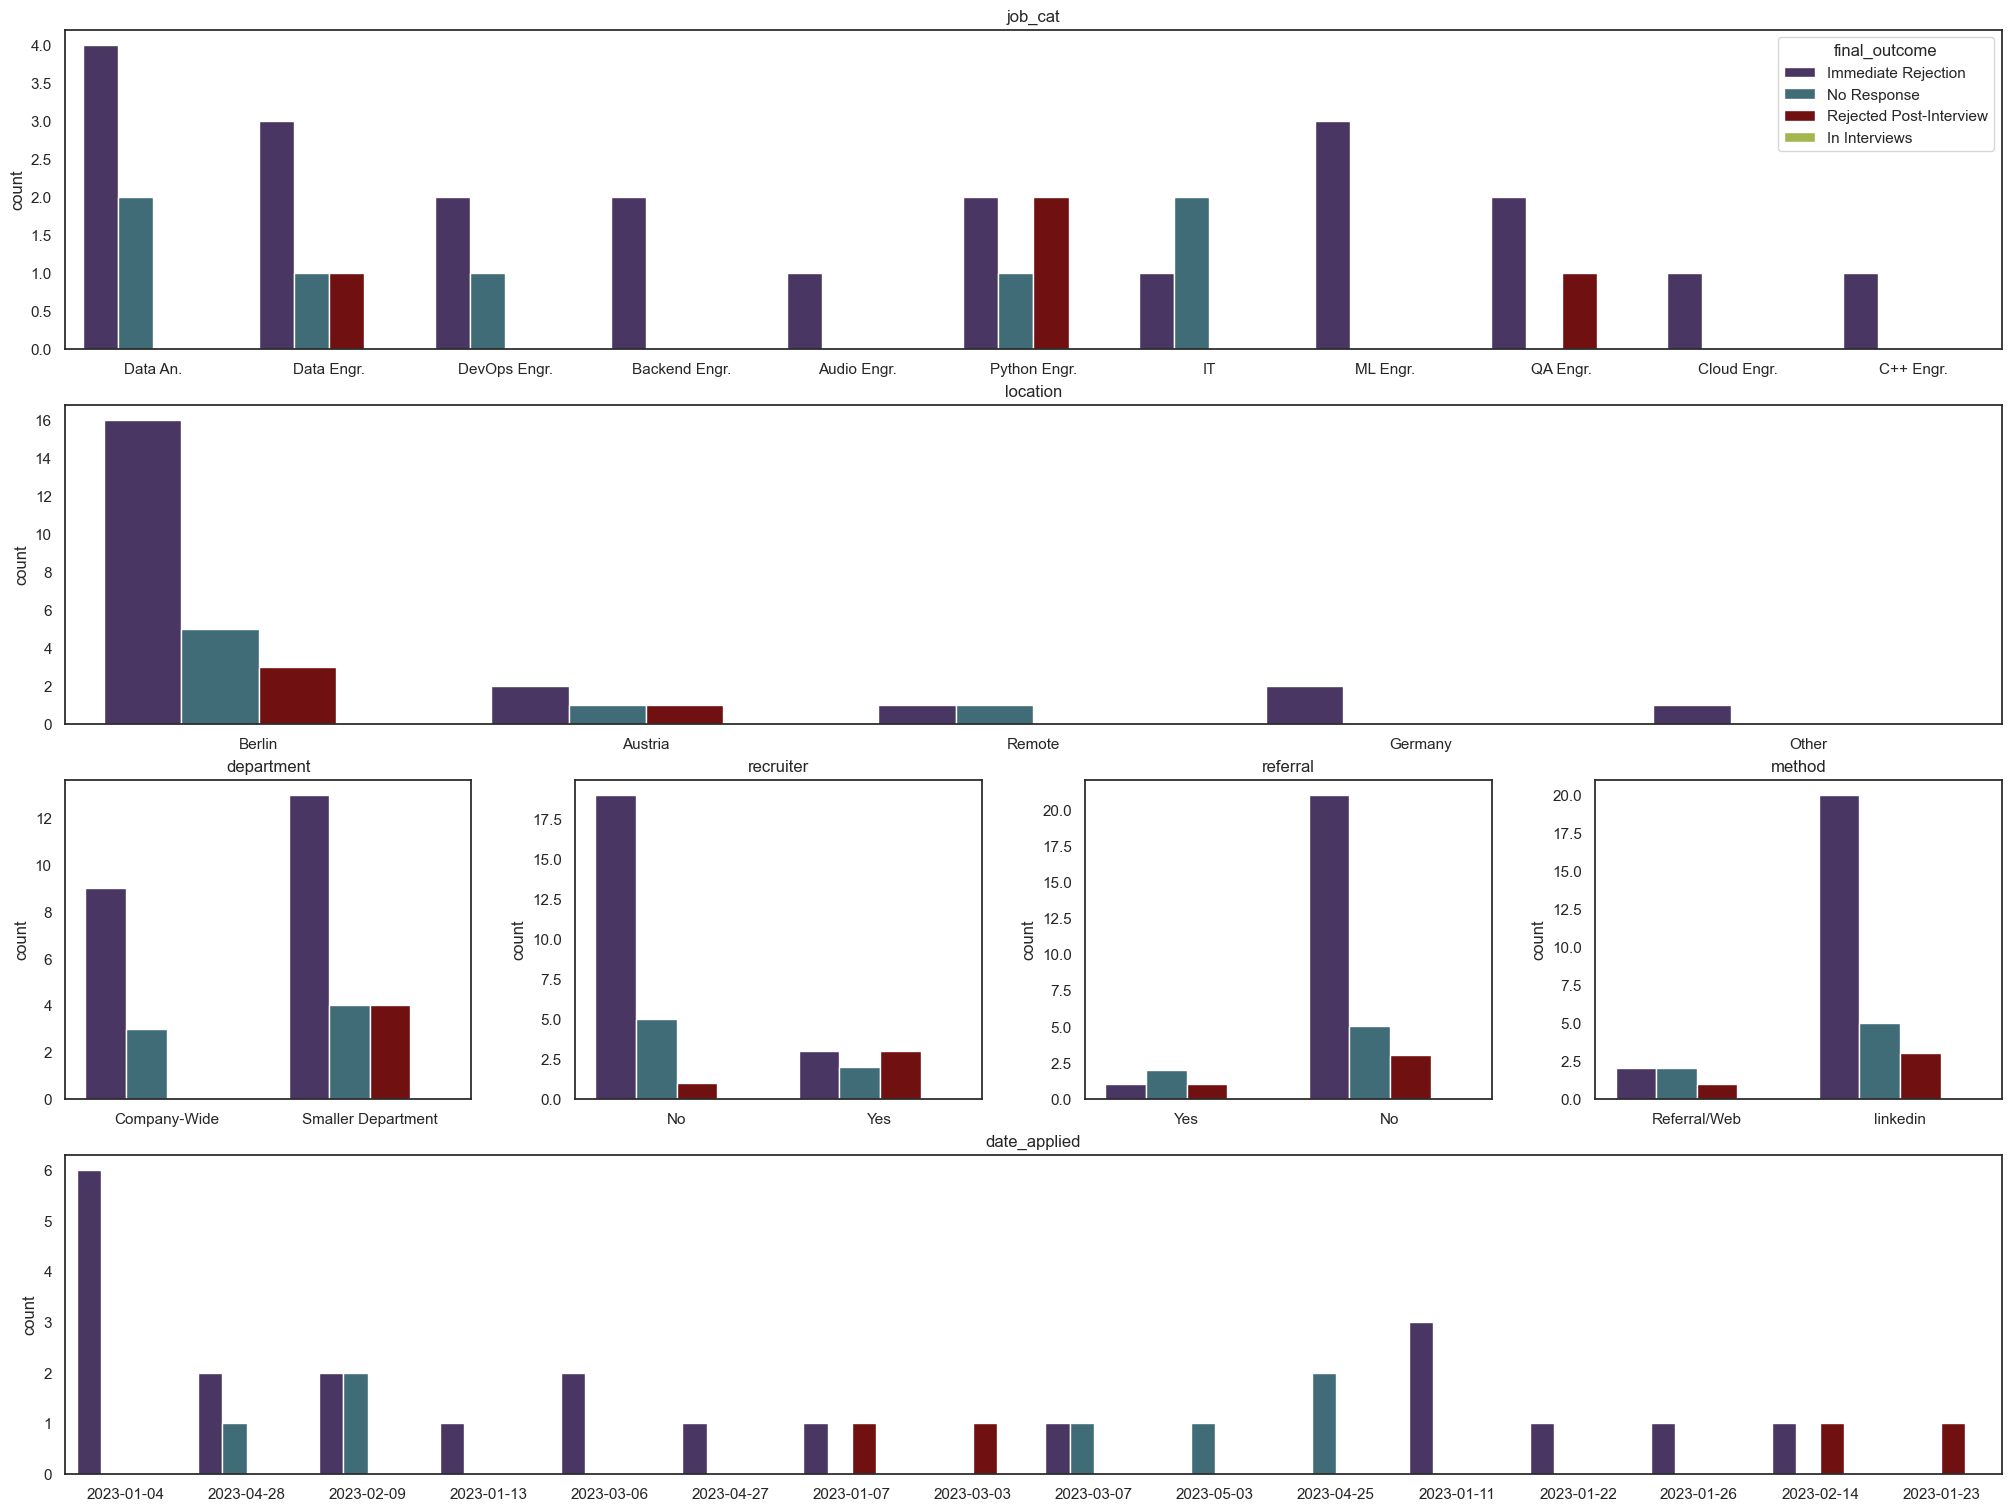 job_cat
final_outcome
Immediate Rejection
No Response
Rejected Post-Interview
In Interviews
count
4.0
3.5
3.0
2.5
2.0
1.5
1.0
0.5
0.0
Data An. Data Engr. DevOps Engr. Backend Engr. Audio Engr. Python Engr. IT ML Engr. QA Engr. Cloud Engr. C++ Engr.
location
count
16
14
12
10
8
6
4
2
0
Berlin Austria Remote Germany Other
department
count
12
10
8
6
4
2
0
Company-Wide Smaller Department
recruiter
count
17.5
15.0
12.5
10.0
7.5
5.0
2.5
0.0
No Yes
referral
count
20.0
17.5
15.0
12.5
10.0
7.5
5.0
2.5
0.0
Yes No
method
count
20.0
17.5
15.0
12.5
10.0
7.5
5.0
2.5
0.0
Referral/Web linkedin
date_applied
count
6
5
4
3
2
1
0
2023-01-04 2023-04-28 2023-02-09 2023-01-13 2023-03-06 2023-04-27 2023-01-07 2023-03-03 2023-03-07 2023-05-03 2023-04-25 2023-01-11 2023-01-22 2023-01-26 2023-02-14 2023-01-23